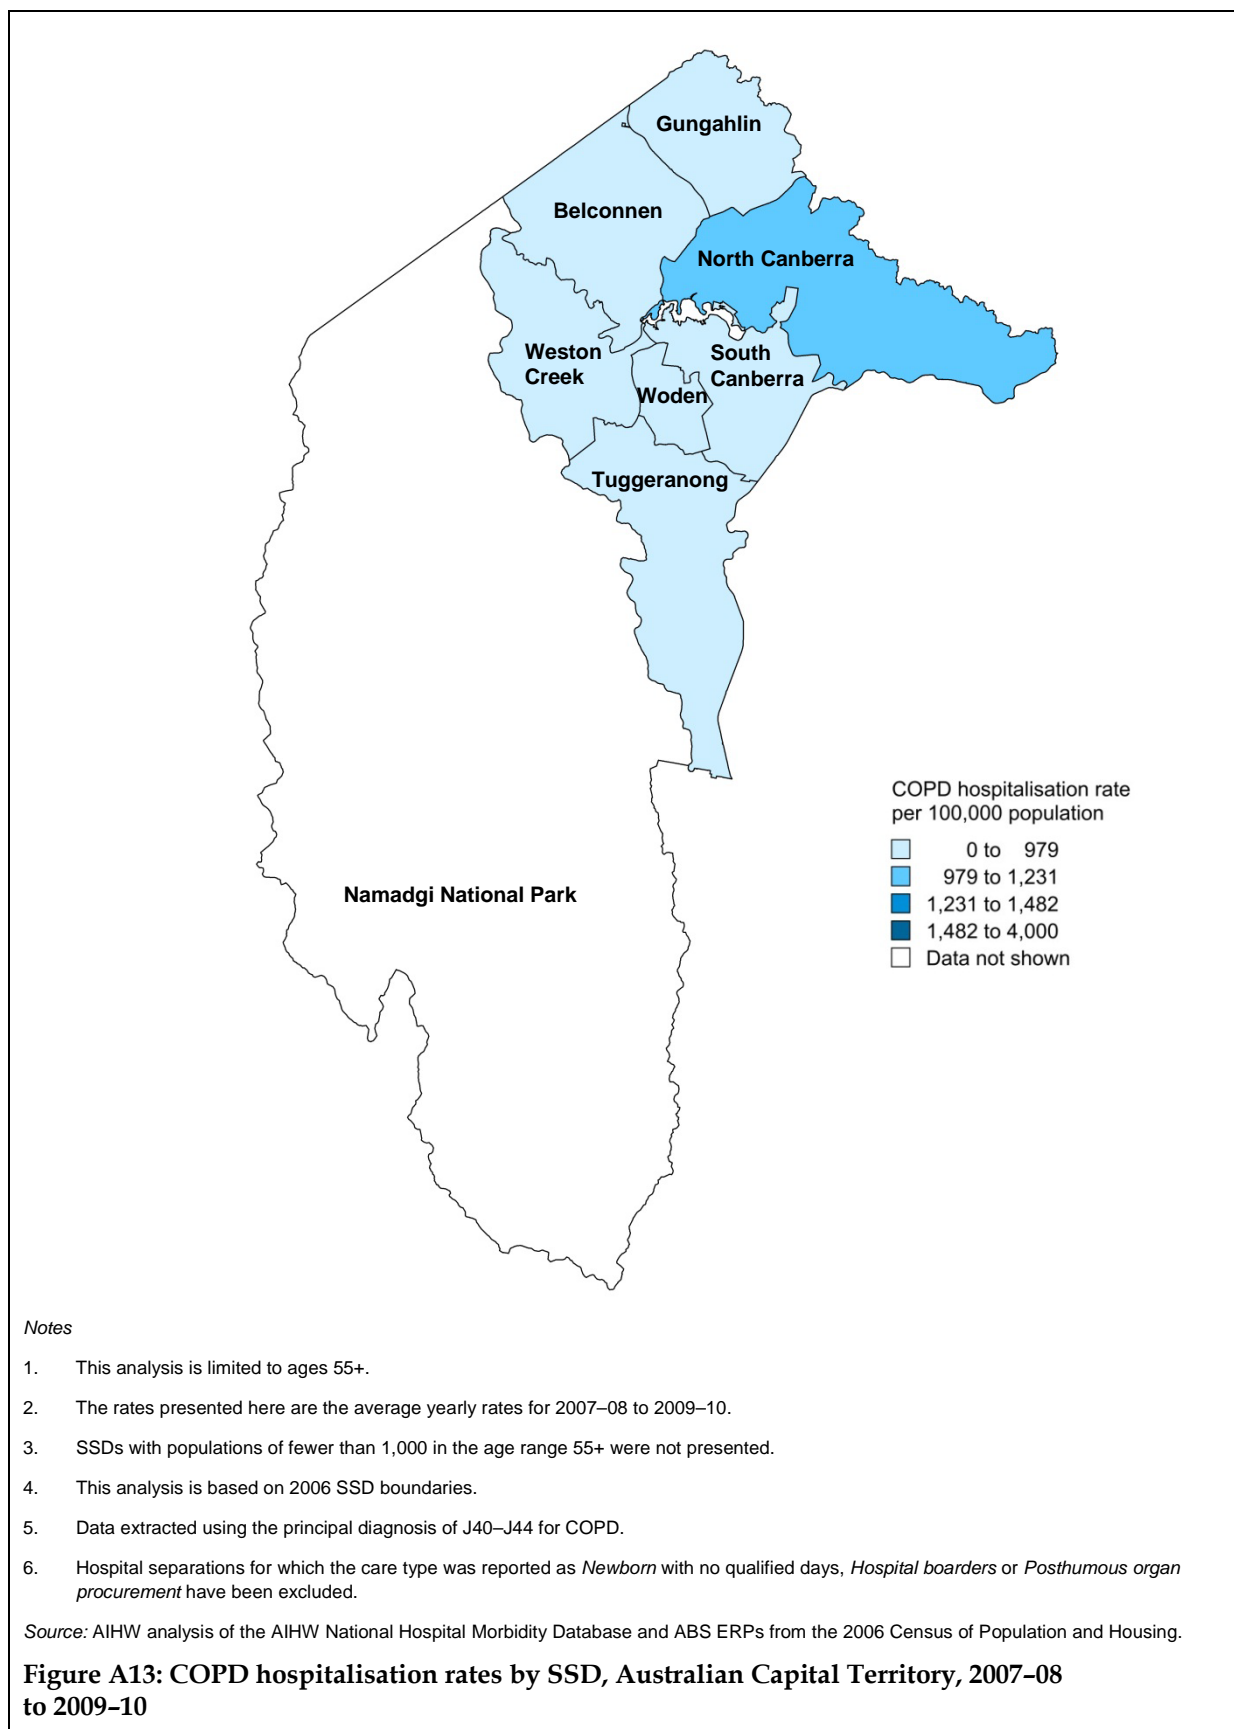 Gungahlin
Belconnen
North Canberra
Weston
Creek
South
Canberra
Woden
Tuggeranong
Namadgi National Park
COPD hospitalisation rate
per 100,000 population
0 to 979
979 to 1,231
1,231 to 1,482
1,482 to 4,000
Data not shown
Notes
1. This analysis is limited to ages 55+.
2. The rates presented here are the average yearly rates for 2007–08 to 2009–10.
3. SSDs with populations of fewer than 1,000 in the age range 55+ were not presented.
4. This analysis is based on 2006 SSD boundaries.
5. Data extracted using the principal diagnosis of J40–J44 for COPD.
6. Hospital separations for which the care type was reported as Newborn with no qualified days, Hospital boarders or Posthumous organ
procurement have been excluded.
Source: AIHW analysis of the AIHW National Hospital Morbidity Database and ABS ERPs from the 2006 Census of Population and Housing.
Figure A13: COPD hospitalisation rates by SSD, Australian Capital Territory, 2007–08
to 2009–10